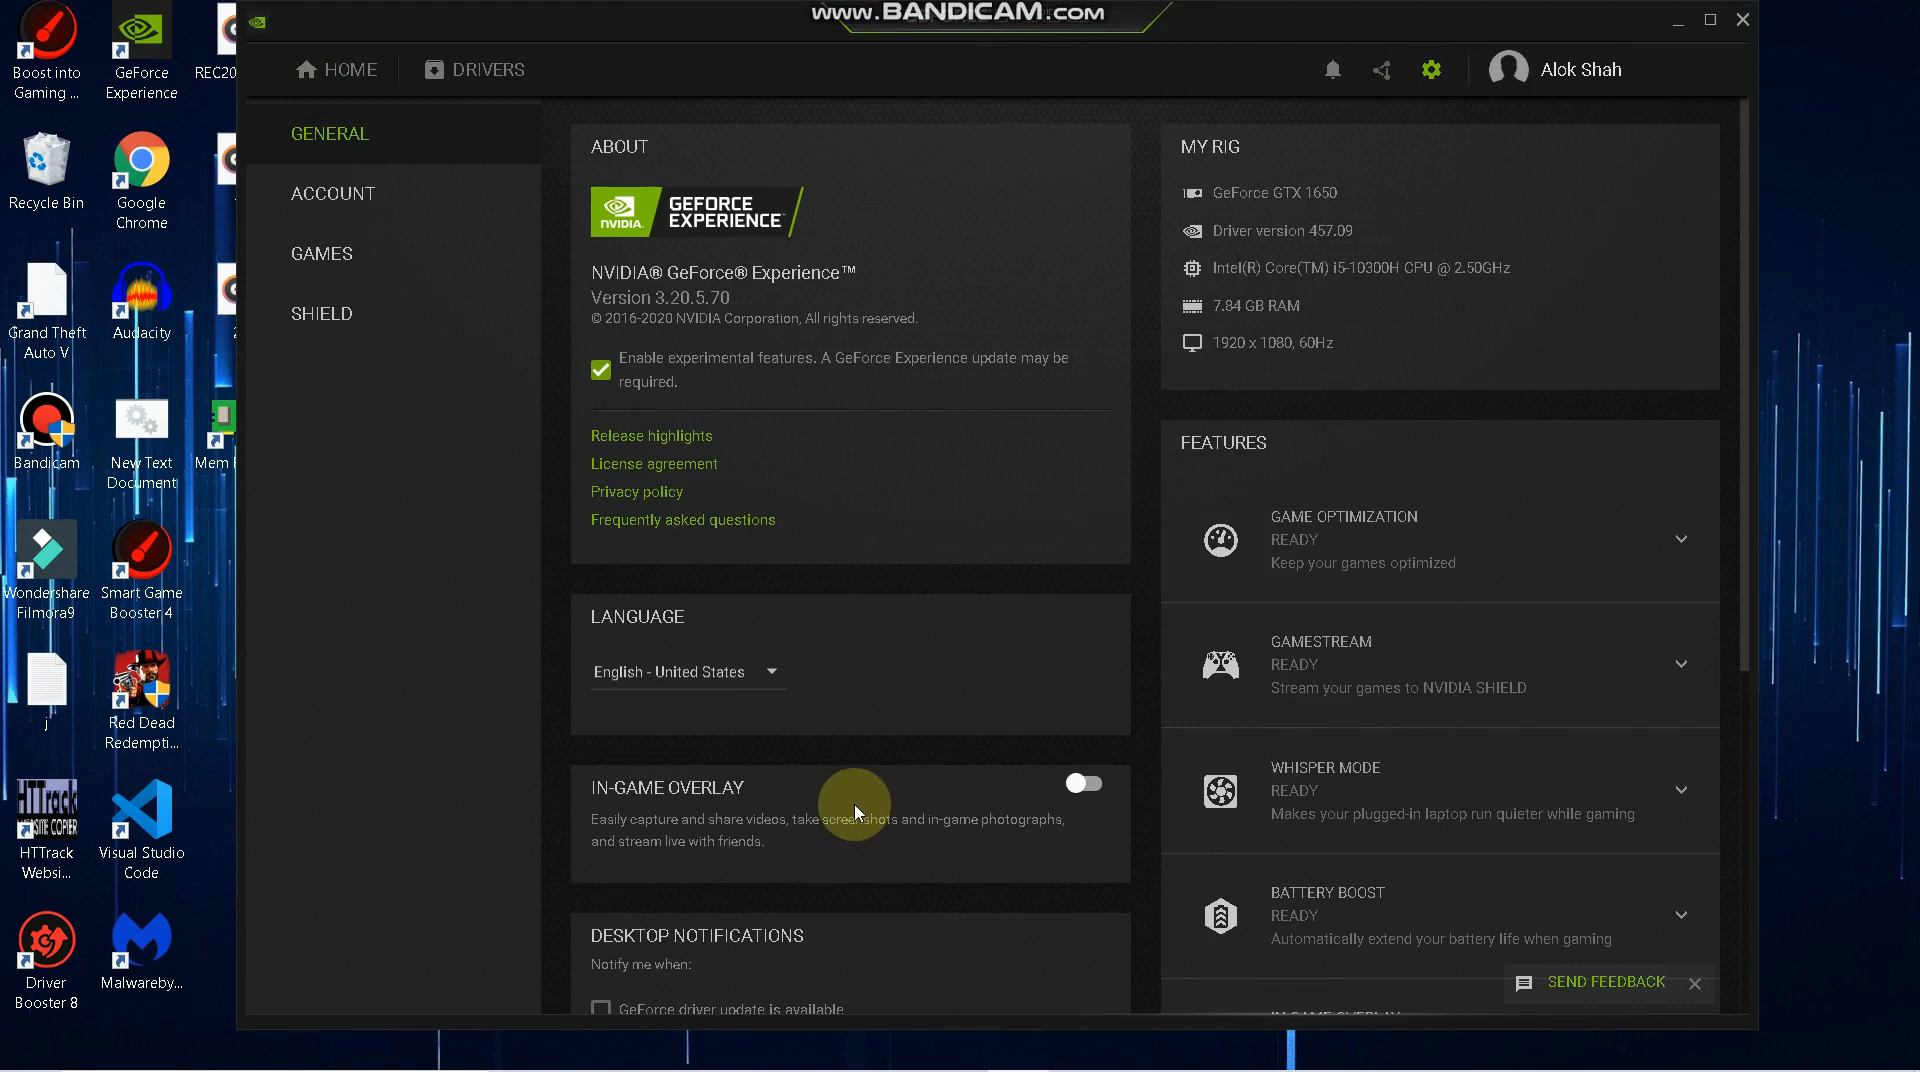 www.BANDICAM.COM
HOME
DRIVERS
Alok Shah
Boost into
Gaming ...
GeForce
Experience
REC20
Recycle Bin
Google
Chrome
Grand Theft
Auto V
Audacity
2
Bandicam
New Text
Document
Mem
Wondershare
Filmora9
Smart Game
Booster 4
j
Red Dead
Redempti...
HTTrack
WEBSITE COPIER
HTTrack
Websi...
Visual Studio
Code
Driver
Booster 8
Malwareby...
GENERAL
ACCOUNT
GAMES
SHIELD
ABOUT
NVIDIA.
GEFORCE
EXPERIENCE
NVIDIA® GeForce® Experience™
Version 3.20.5.70
© 2016-2020 NVIDIA Corporation, All rights reserved.
Enable experimental features. A GeForce Experience update may be
required.
Release highlights
License agreement
Privacy policy
Frequently asked questions
LANGUAGE
English - United States
IN-GAME OVERLAY
Easily capture and share videos, take screenshots and in-game photographs,
and stream live with friends.
DESKTOP NOTIFICATIONS
Notify me when:
GeForce driver update is available
MY RIG
GeForce GTX 1650
Driver version 457.09
Intel(R) Core(TM) i5-10300H CPU @ 2.50GHz
7.84 GB RAM
1920 x 1080, 60Hz
FEATURES
GAME OPTIMIZATION
READY
Keep your games optimized
GAMESTREAM
READY
Stream your games to NVIDIA SHIELD
WHISPER MODE
READY
Makes your plugged-in laptop run quieter while gaming
BATTERY BOOST
READY
Automatically extend your battery life when gaming
SEND FEEDBACK
IN-GAME OVERLAY